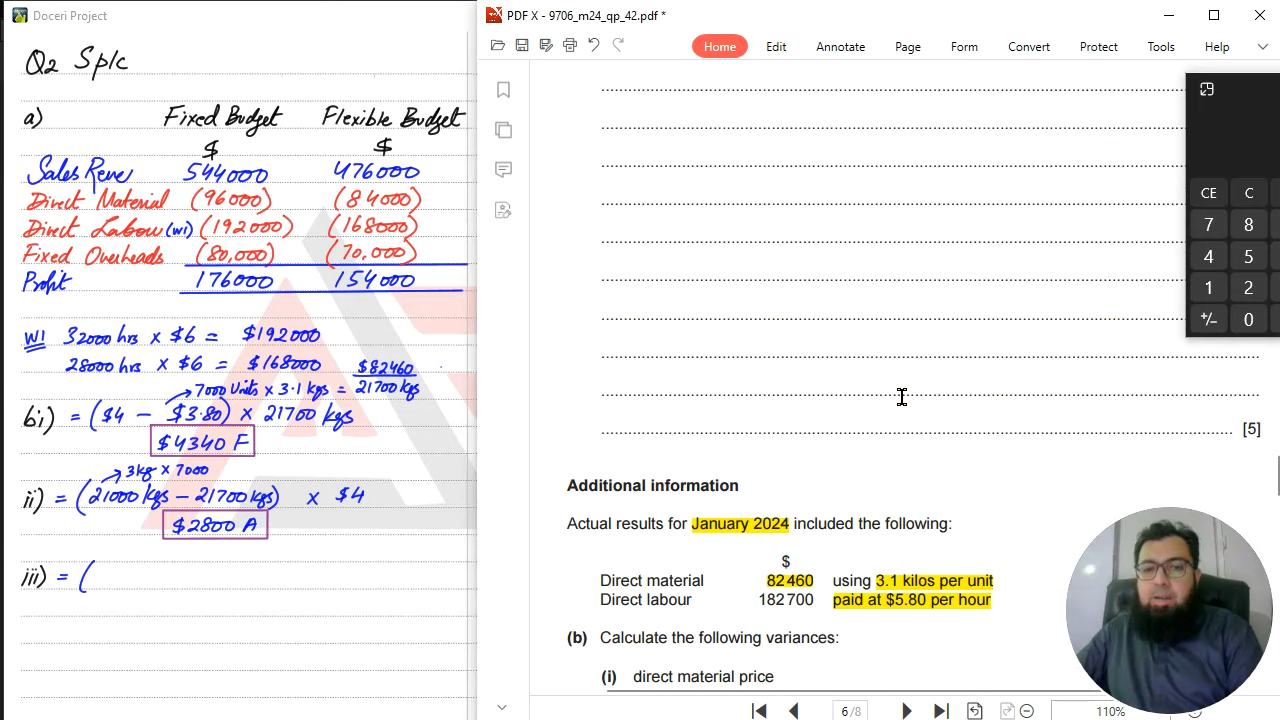 Doceri Project
Q2 Splc
a) Fixed Budget Flexible Budget
$ $
Sales Reve 544000 476000
Direct Material (96000) (84000)
Direct Labour (W1) (192000) (168000)
Fixed Overheads (80,000) (70,000)
Profit 176000 154000
W1 32000 hrs x $6 = $192000
28000 hrs x $6 = $168000 $82460
7000 Units x 3.1 kgs = 21700 kgs
bi) = ($4 - $3.80) x 21700 kgs
$4340 F
3kg x 7000
ii) = (21000 kgs - 21700 kgs) x $4
$2800 A
iii) = (
PDF X - 9706_m24_qp_42.pdf *
Home Edit Annotate Page Form Convert Protect Tools Help
CE C
7 8
4 5
1 2
+/- 0
[5]
Additional information
Actual results for January 2024 included the following:
$
Direct material 82460 using 3.1 kilos per unit
Direct labour 182700 paid at $5.80 per hour
(b) Calculate the following variances:
(i) direct material price
6/8 110%